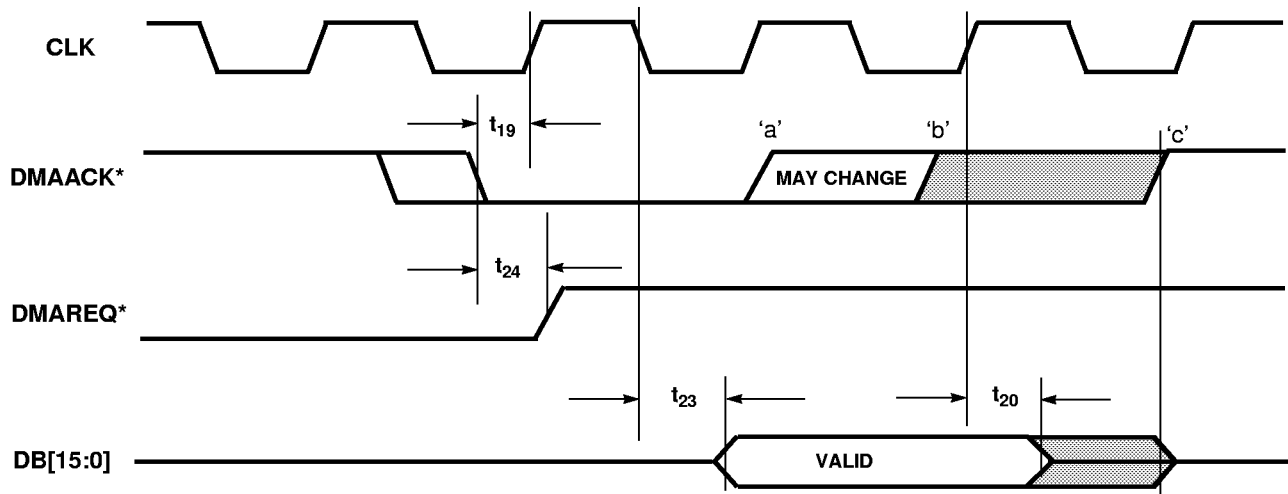 CLK
t19
'a'
'b'
'c'
DMAACK*
MAY CHANGE
t24
DMAREQ*
t23
t20
DB[15:0]
VALID